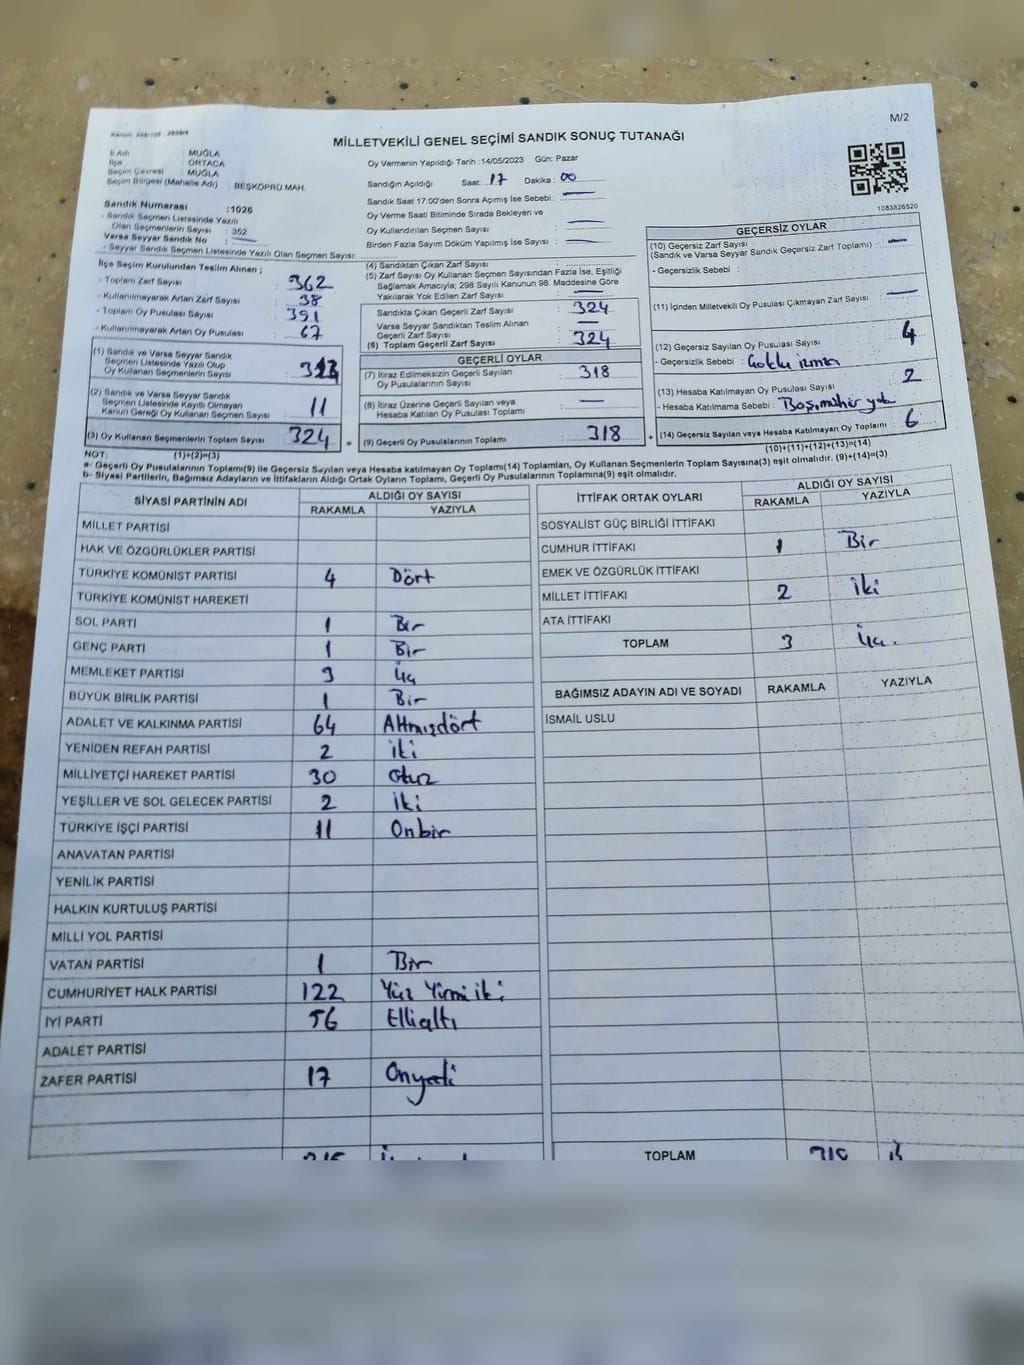 M/2
MİLLETVEKİLİ GENEL SEÇİMİ SANDIK SONUÇ TUTANAĞI
İl Adı : MUĞLA
İlçe : ORTACA
Seçim Çevresi : MUĞLA
Seçim Bölgesi (Mahalle Adı) : BEŞKÖPRÜ MAH.
Oy Vermenin Yapıldığı Tarih : 14/05/2023 Gün: Pazar
Sandığın Açıldığı Saat: 17 Dakika : 00
Sandık Saat 17:00'den Sonra Açımış İse Sebebi :
Oy Verme Saati Bitiminde Sırada Bekleyen ve
Oy Kullandırılan Seçmen Sayısı :
Birden Fazla Sayım Döküm Yapılmış İse Sayısı :
1083826520
Sandık Numarası :1026
- Sandık Seçmen Listesinde Yazılı
Olan Seçmen Sayısı : 352
Varsa Seyyar Sandık No :
- Seyyar Sandık Seçmen Listesinde Yazılı Olan Seçmen Sayısı:
İlçe Seçim Kurulundan Teslim Alınan ;
- Toplam Zarf Sayısı : 362
- Kullanılmayarak Artan Zarf Sayısı : 38
- Toplam Oy Pusulası Sayısı : 391
- Kullanılmayarak Artan Oy Pusulası : 67
(1) Sandık ve Varsa Seyyar Sandık
Seçmen Listesinde Yazılı Olup
Oy Kullanan Seçmenlerin Sayısı : 313
(2) Sandık ve Varsa Seyyar Sandık
Seçmen Listesinde Kayıtlı Olmayan
Kanun Gereği Oy Kullanan Seçmen Sayısı : 11
(3) Oy Kullanan Seçmenlerin Toplam Sayısı : 324
(4) Sandıktan Çıkan Zarf Sayısı :
(5) Zarf Sayısı Oy Kullanan Seçmen Sayısından Fazla İse, Eşitliği
Sağlamak Amacıyla; 298 Sayılı Kanunun 98. Maddesine Göre
Yakılarak Yok Edilen Zarf Sayısı :
Sandıkta Çıkan Geçerli Zarf Sayısı : 324
Varsa Seyyar Sandıktan Teslim Alınan
Geçerli Zarf Sayısı :
(6) Toplam Geçerli Zarf Sayısı : 324
GEÇERLİ OYLAR
(7) İtiraz Edilmeksizin Geçerli Sayılan
Oy Pusulalarının Sayısı : 318
(8) İtiraz Üzerine Geçerli Sayılan veya
Hesaba Katılan Oy Pusulası Toplamı :
= (9) Geçerli Oy Pusulalarının Toplamı : 318
GEÇERSİZ OYLAR
(10) Geçersiz Zarf Sayısı :
(Sandık ve Varsa Seyyar Sandık Geçersiz Zarf Toplamı)
- Geçersizlik Sebebi :
(11) İçinden Milletvekili Oy Pusulası Çıkmayan Zarf Sayısı :
(12) Geçersiz Sayılan Oy Pusulası Sayısı : 4
- Geçersizlik Sebebi :
(13) Hesaba Katılmayan Oy Pusulası Sayısı : 2
- Hesaba Katılmama Sebebi : Boş, mühür yok
+ (14) Geçersiz Sayılan veya Hesaba Katılmayan Oy Toplamı : 6
NOT: (1)+(2)=(3)
(10)+(11)+(12)+(13)=(14)
a- Geçerli Oy Pusulalarının Toplamı(9) ile Geçersiz Sayılan veya Hesaba katılmayan Oy Toplamı(14) Toplamları, Oy Kullanan Seçmenlerin Toplam Sayısına(3) eşit olmalıdır. (9)+(14)=(3)
b- Siyasi Partilerin, Bağımsız Adayların ve İttifakların Aldığı Ortak Oyların Toplamı, Geçerli Oy Pusulalarının Toplamına(9) eşit olmalıdır.
SİYASİ PARTİNİN ADI
ALDIĞI OY SAYISI
RAKAMLA YAZIYLA
MİLLET PARTİSİ
HAK VE ÖZGÜRLÜKLER PARTİSİ
TÜRKİYE KOMÜNİST PARTİSİ 4 Dört
TÜRKİYE KOMÜNİST HAREKETİ
SOL PARTİ 1 Bir
GENÇ PARTİ 1 Bir
MEMLEKET PARTİSİ 3 Üç
BÜYÜK BİRLİK PARTİSİ 1 Bir
ADALET VE KALKINMA PARTİSİ 64 Altmışdört
YENİDEN REFAH PARTİSİ 2 İki
MİLLİYETÇİ HAREKET PARTİSİ 30 Otuz
YEŞİLLER VE SOL GELECEK PARTİSİ 2 İki
TÜRKİYE İŞÇİ PARTİSİ 11 Onbir
ANAVATAN PARTİSİ
YENİLİK PARTİSİ
HALKIN KURTULUŞ PARTİSİ
MİLLİ YOL PARTİSİ
VATAN PARTİSİ 1 Bir
CUMHURİYET HALK PARTİSİ 122 Yüz Yirmi iki
İYİ PARTİ 56 Ellialtı
ADALET PARTİSİ
ZAFER PARTİSİ 17 Onyedi
İTTİFAK ORTAK OYLARI
ALDIĞI OY SAYISI
RAKAMLA YAZIYLA
SOSYALİST GÜÇ BİRLİĞİ İTTİFAKI
CUMHUR İTTİFAKI 1 Bir
EMEK VE ÖZGÜRLÜK İTTİFAKI
MİLLET İTTİFAKI 2 İki
ATA İTTİFAKI
TOPLAM 3 Üç.
BAĞIMSIZ ADAYIN ADI VE SOYADI RAKAMLA YAZIYLA
İSMAİL USLU
TOPLAM